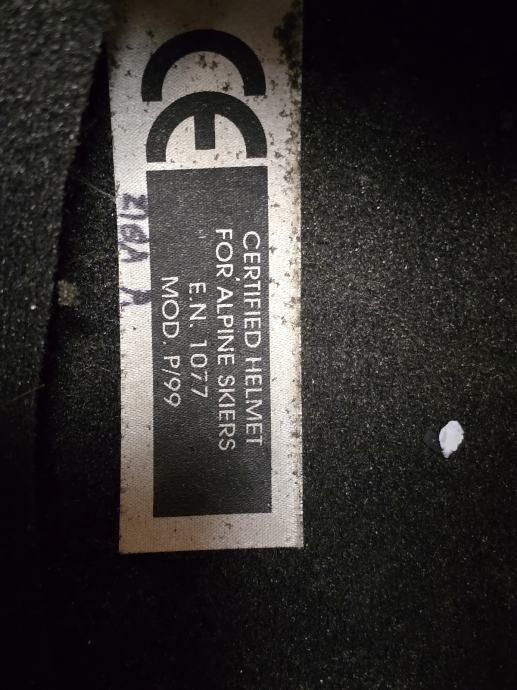 CE
CERTIFIED HELMET
FOR ALPINE SKIERS
E.N. 1077
MOD. P/99